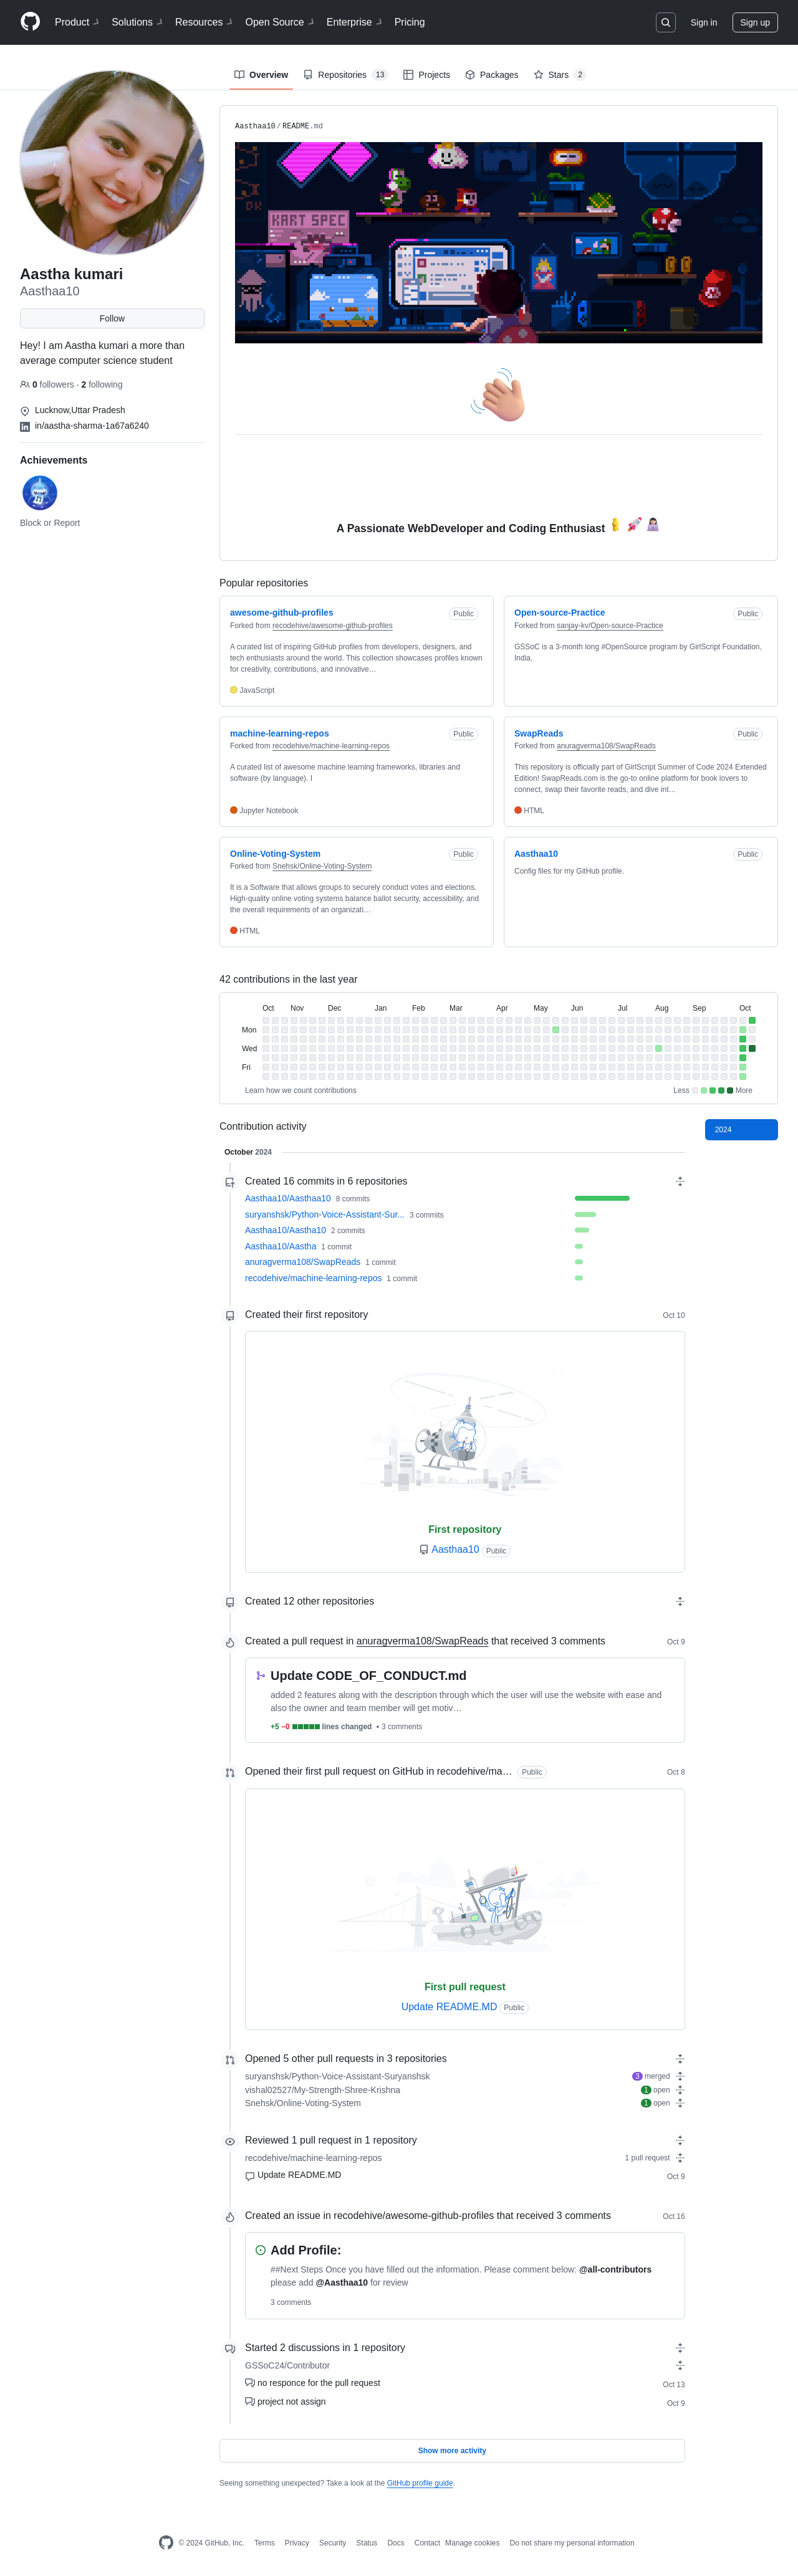 Product Solutions Resources Open Source Enterprise Pricing Sign in Sign up
Overview Repositories 13 Projects Packages Stars 2
Aastha kumari
Aasthaa10
Follow
Hey! I am Aastha kumari a more than
average computer science student
0 followers · 2 following
Lucknow,Uttar Pradesh
in/aastha-sharma-1a67a6240
Achievements
Block or Report
Aasthaa10/README.md
KART SPEC
A Passionate WebDeveloper and Coding Enthusiast
Popular repositories
awesome-github-profiles Public
Forked from recodehive/awesome-github-profiles
A curated list of inspiring GitHub profiles from developers, designers, and
tech enthusiasts around the world. This collection showcases profiles known
for creativity, contributions, and innovative…
JavaScript
Open-source-Practice Public
Forked from sanjay-kv/Open-source-Practice
GSSoC is a 3-month long #OpenSource program by GirlScript Foundation,
India.
machine-learning-repos Public
Forked from recodehive/machine-learning-repos
A curated list of awesome machine learning frameworks, libraries and
software (by language). I
Jupyter Notebook
SwapReads Public
Forked from anuragverma108/SwapReads
This repository is officially part of GirlScript Summer of Code 2024 Extended
Edition! SwapReads.com is the go-to online platform for book lovers to
connect, swap their favorite reads, and dive int…
HTML
Online-Voting-System Public
Forked from Snehsk/Online-Voting-System
It is a Software that allows groups to securely conduct votes and elections.
High-quality online voting systems balance ballot security, accessibility, and
the overall requirements of an organizati…
HTML
Aasthaa10 Public
Config files for my GitHub profile.
42 contributions in the last year
Oct Nov Dec Jan Feb Mar Apr May Jun Jul Aug Sep Oct
Mon
Wed
Fri
Learn how we count contributions Less More
Contribution activity
2024
October 2024
Created 16 commits in 6 repositories
Aasthaa10/Aasthaa10 8 commits
suryanshsk/Python-Voice-Assistant-Sur... 3 commits
Aasthaa10/Aastha10 2 commits
Aasthaa10/Aastha 1 commit
anuragverma108/SwapReads 1 commit
recodehive/machine-learning-repos 1 commit
Created their first repository Oct 10
First repository
Aasthaa10 Public
Created 12 other repositories
Created a pull request in anuragverma108/SwapReads that received 3 comments Oct 9
Update CODE_OF_CONDUCT.md
added 2 features along with the description through which the user will use the website with ease and
also the owner and team member will get motiv…
+5 −0 lines changed • 3 comments
Opened their first pull request on GitHub in recodehive/ma… Public Oct 8
First pull request
Update README.MD Public
Opened 5 other pull requests in 3 repositories
suryanshsk/Python-Voice-Assistant-Suryanshsk 3 merged
vishal02527/My-Strength-Shree-Krishna 1 open
Snehsk/Online-Voting-System 1 open
Reviewed 1 pull request in 1 repository
recodehive/machine-learning-repos 1 pull request
Update README.MD Oct 9
Created an issue in recodehive/awesome-github-profiles that received 3 comments Oct 16
Add Profile:
##Next Steps Once you have filled out the information. Please comment below: @all-contributors
please add @Aasthaa10 for review
3 comments
Started 2 discussions in 1 repository
GSSoC24/Contributor
no responce for the pull request Oct 13
project not assign Oct 9
Show more activity
Seeing something unexpected? Take a look at the GitHub profile guide.
© 2024 GitHub, Inc. Terms Privacy Security Status Docs Contact Manage cookies Do not share my personal information